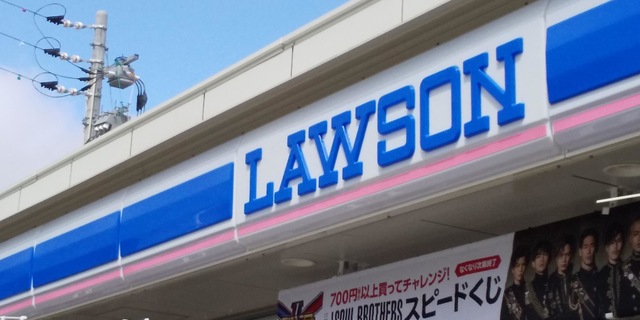 LAWSON
700円以上買ってチャレンジ!
なくなり次第終了
SOUL BROTHERS スピードくじ